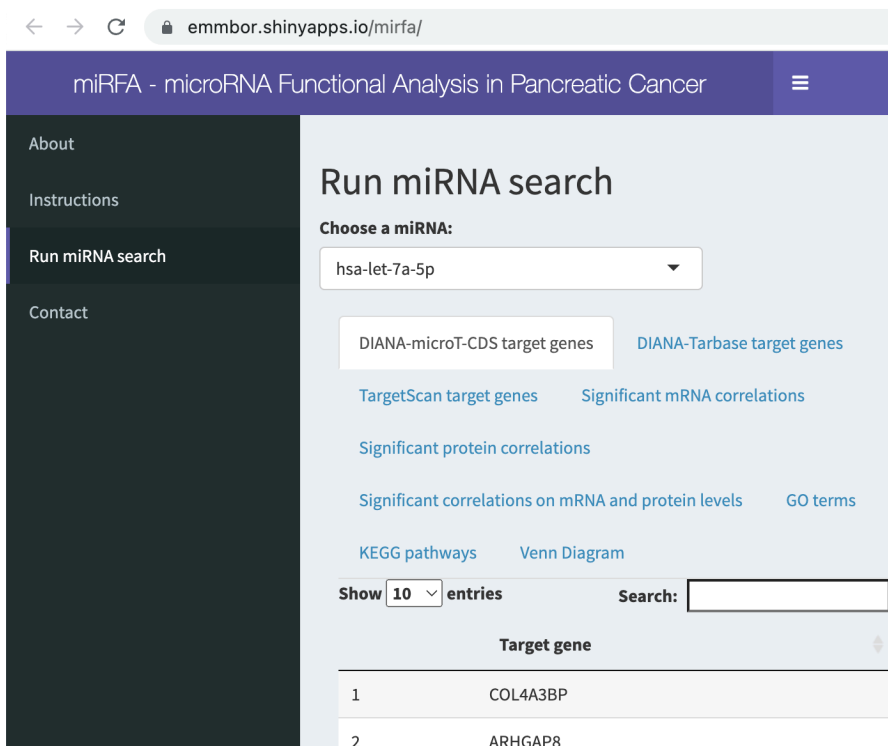 emmbor.shinyapps.io/mirfa/
miRFA - microRNA Functional Analysis in Pancreatic Cancer
About
Instructions
Run miRNA search
Contact
Run miRNA search
Choose a miRNA:
hsa-let-7a-5p
DIANA-microT-CDS target genes DIANA-Tarbase target genes
TargetScan target genes Significant mRNA correlations
Significant protein correlations
Significant correlations on mRNA and protein levels GO terms
KEGG pathways Venn Diagram
Show 10 entries Search:
Target gene
1 COL4A3BP
2 ARHGAP8